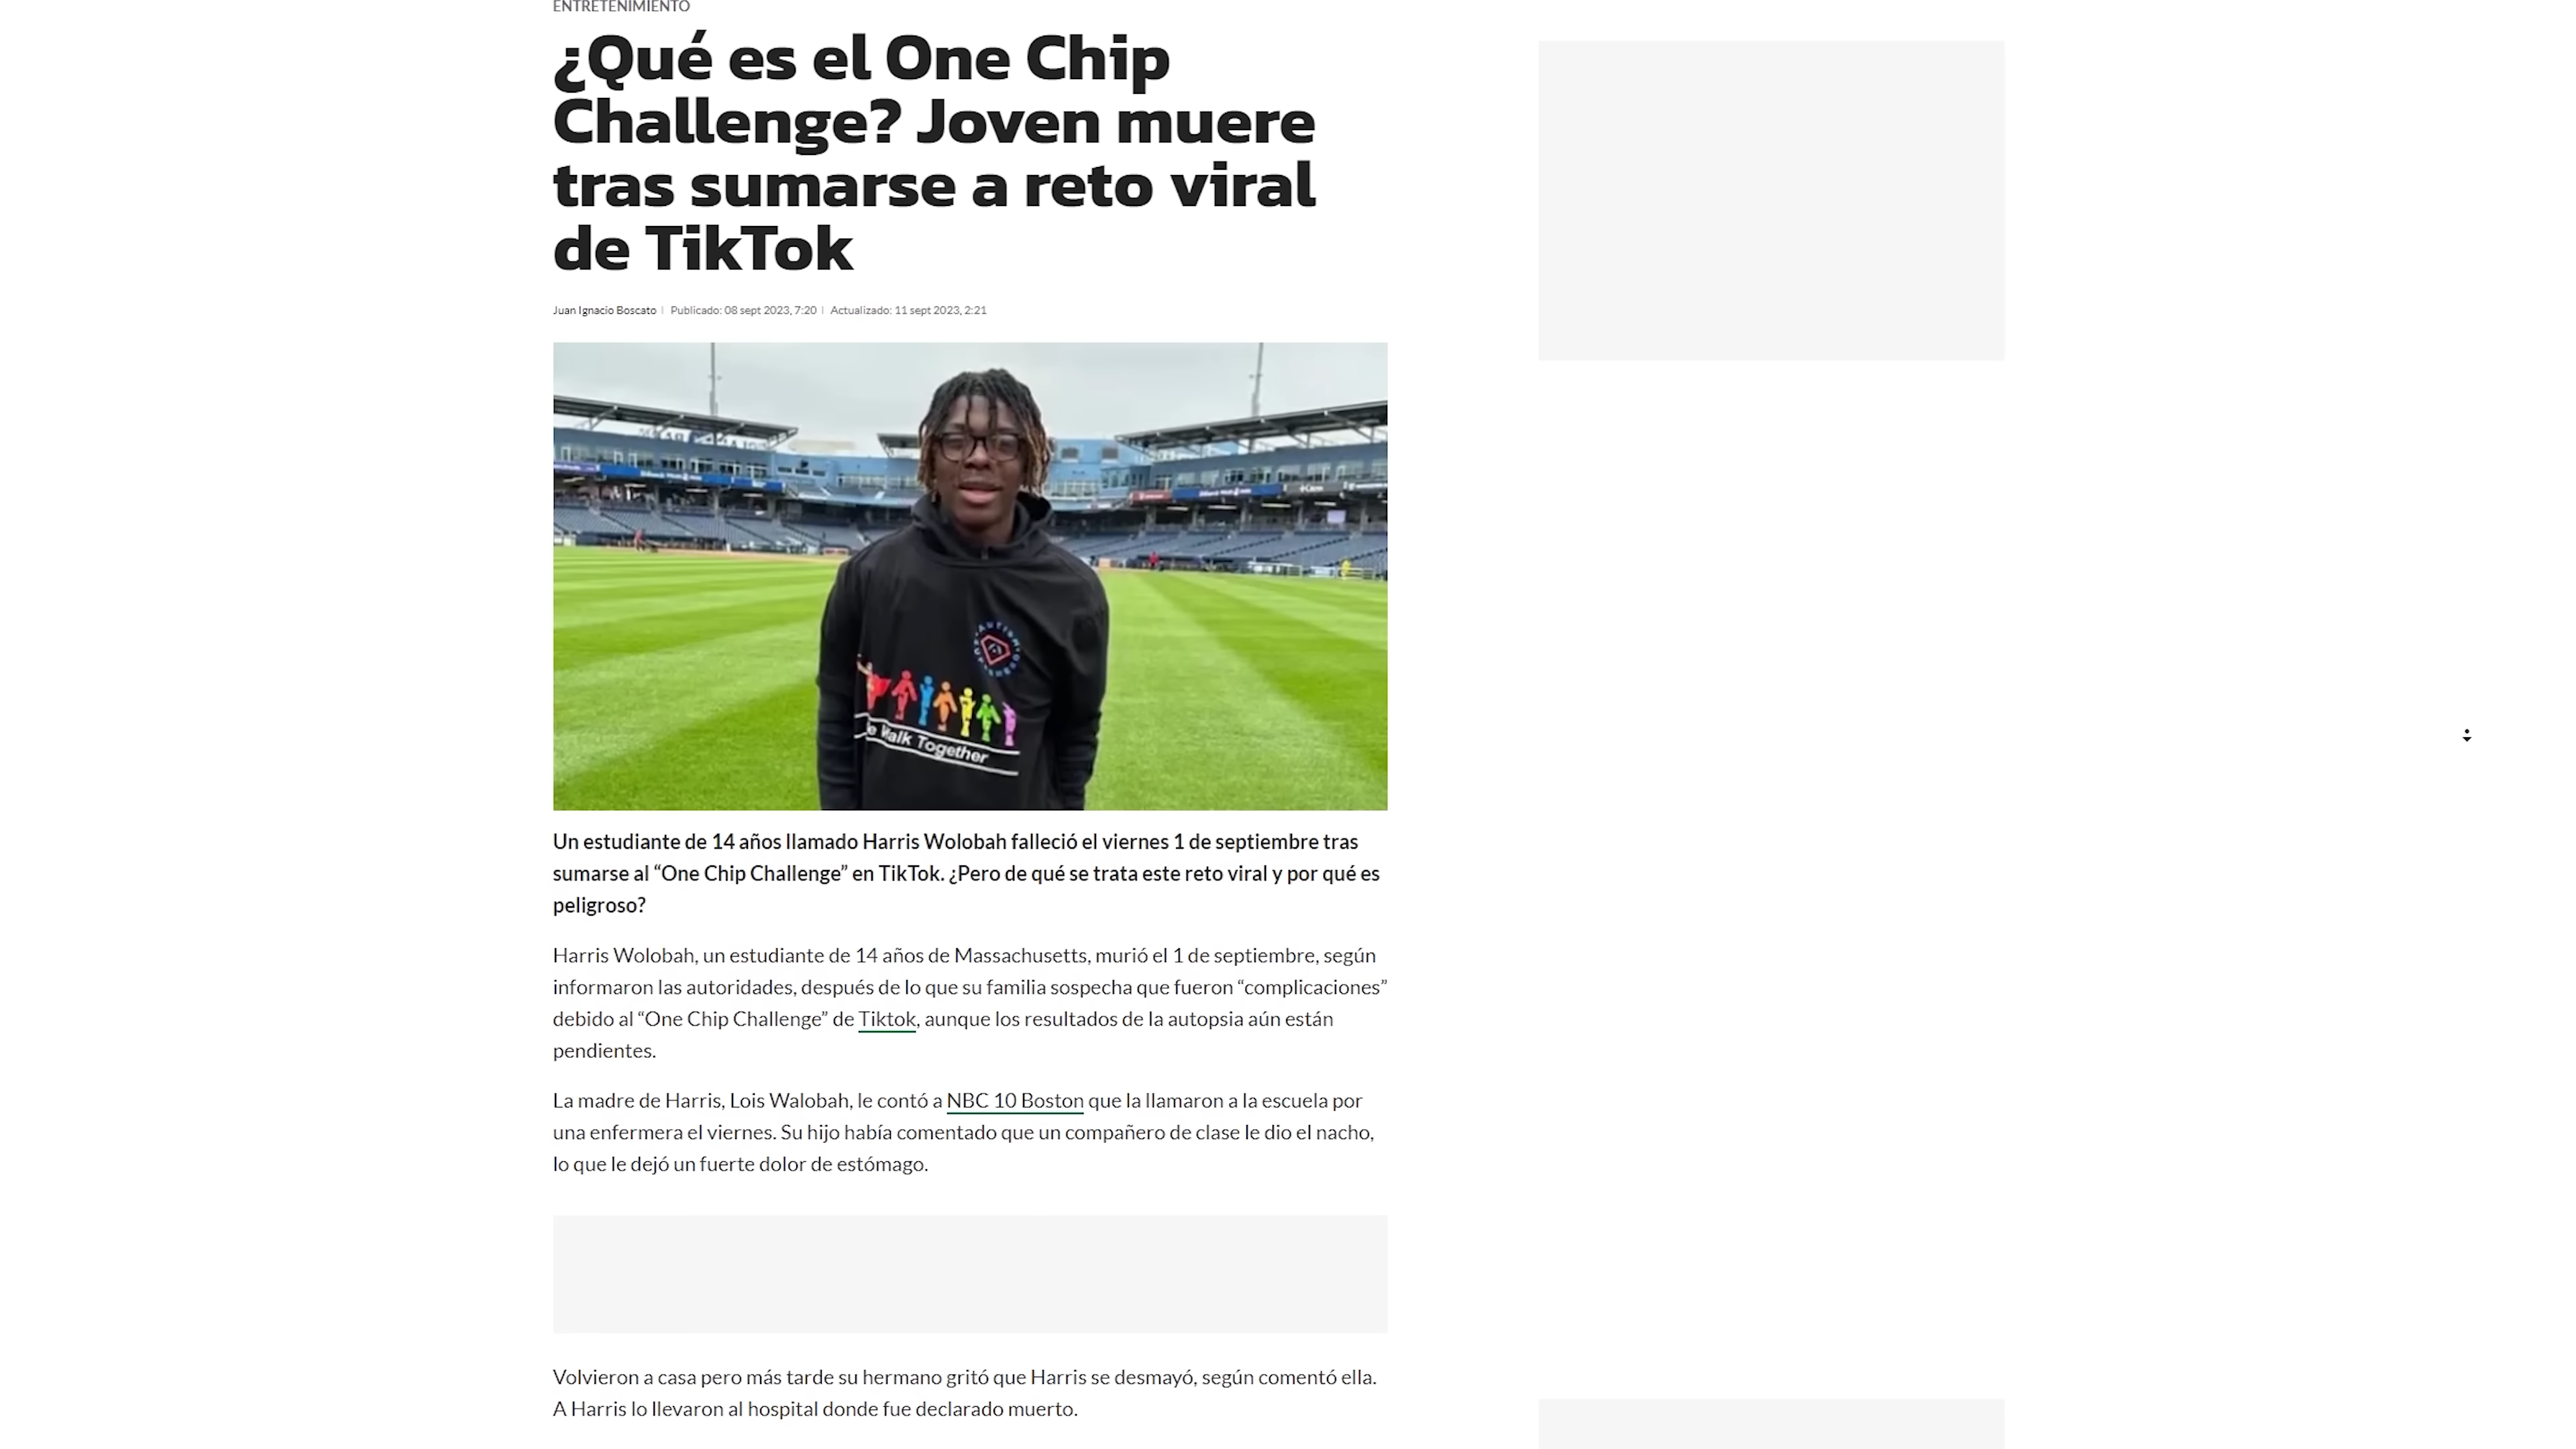 ENTRETENIMIENTO
¿Qué es el One Chip
Challenge? Joven muere
tras sumarse a reto viral
de TikTok
Juan Ignacio Boscato | Publicado: 08 sept 2023, 7:20 | Actualizado: 11 sept 2023, 2:21
AUTISM
e Walk Together
Un estudiante de 14 años llamado Harris Wolobah falleció el viernes 1 de septiembre tras
sumarse al “One Chip Challenge” en TikTok. ¿Pero de qué se trata este reto viral y por qué es
peligroso?
Harris Wolobah, un estudiante de 14 años de Massachusetts, murió el 1 de septiembre, según
informaron las autoridades, después de lo que su familia sospecha que fueron “complicaciones”
debido al “One Chip Challenge” de Tiktok, aunque los resultados de la autopsia aún están
pendientes.
La madre de Harris, Lois Walobah, le contó a NBC 10 Boston que la llamaron a la escuela por
una enfermera el viernes. Su hijo había comentado que un compañero de clase le dio el nacho,
lo que le dejó un fuerte dolor de estómago.
Volvieron a casa pero más tarde su hermano gritó que Harris se desmayó, según comentó ella.
A Harris lo llevaron al hospital donde fue declarado muerto.